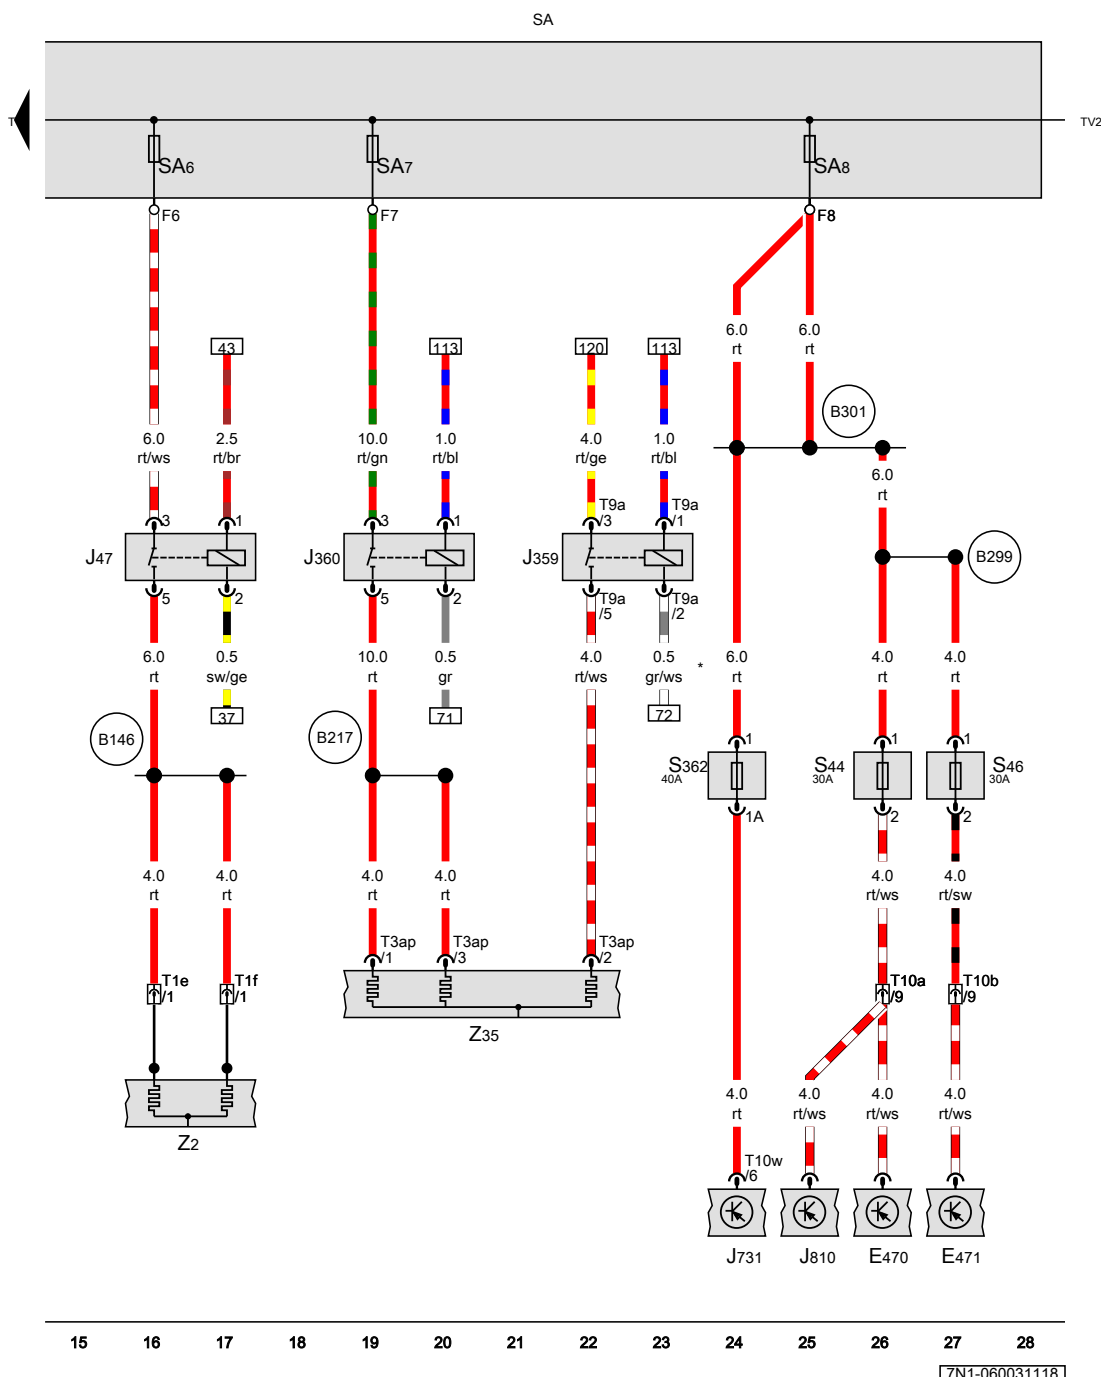 SA
T
TV2
SA6
SA7
SA8
F6
F7
F8
6.0
rt
6.0
rt
43
113
120
113
B301
6.0
rt/ws
2.5
rt/br
10.0
rt/gn
1.0
rt/bl
4.0
rt/ge
1.0
rt/bl
6.0
rt
T9a
/3
T9a
/1
3
1
3
1
J47
J360
J359
B299
5
2
5
2
T9a
/5
T9a
/2
6.0
rt
0.5
sw/ge
10.0
rt
0.5
gr
4.0
rt/ws
0.5
gr/ws
*
6.0
rt
4.0
rt
4.0
rt
37
71
72
B146
B217
1
1
1
S362
40A
S44
30A
S46
30A
1A
2
2
4.0
rt
4.0
rt
4.0
rt
4.0
rt
4.0
rt/ws
4.0
rt/sw
T3ap
/1
T3ap
/3
T3ap
/2
T1e
/1
T1f
/1
T10a
/9
T10b
/9
Z35
4.0
rt
4.0
rt/ws
4.0
rt/ws
4.0
rt/ws
Z2
T10w
/6
J731
J810
E470
E471
15 16 17 18 19 20 21 22 23 24 25 26 27 28
7N1-060031118